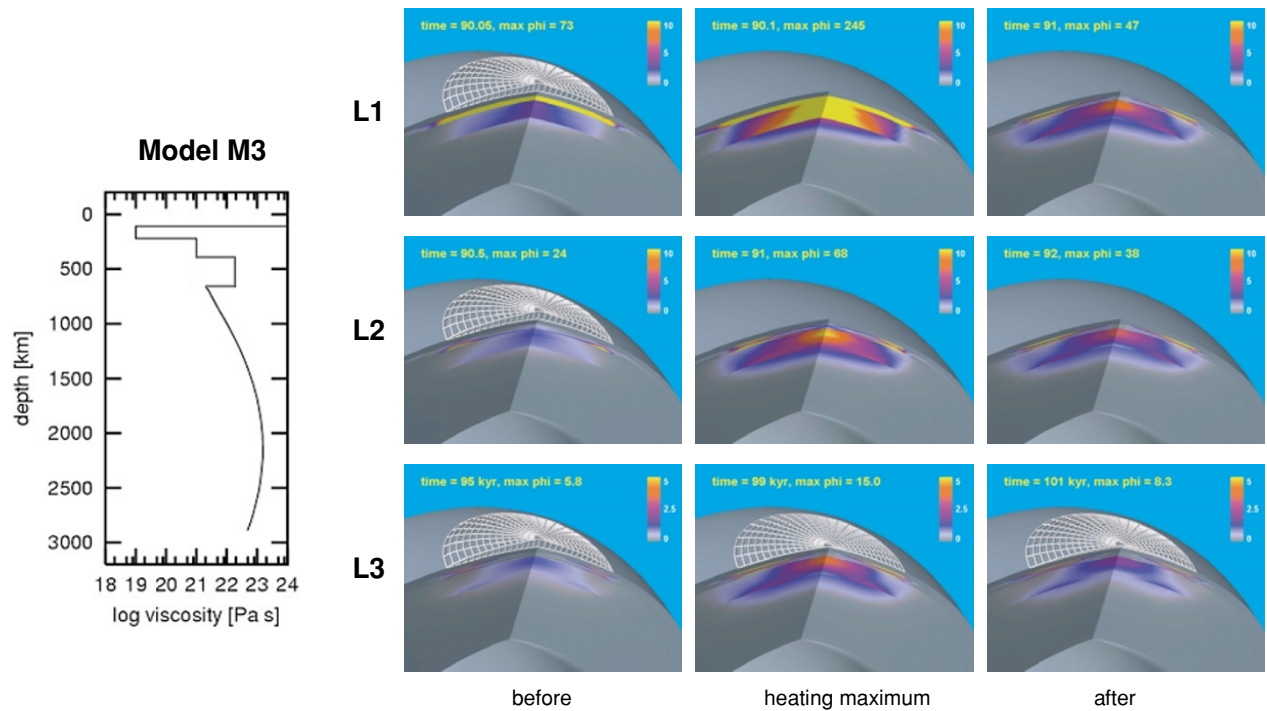 Model M3
0
500
1000
1500
2000
2500
3000
depth [km]
18 19 20 21 22 23 24
log viscosity [Pa s]
L1
time = 90.05, max phi = 73
10
5
0
time = 90.1, max phi = 245
10
5
0
time = 91, max phi = 47
10
5
0
L2
time = 90.5, max phi = 24
10
5
0
time = 91, max phi = 68
10
5
0
time = 92, max phi = 38
10
5
0
L3
time = 95 kyr, max phi = 5.8
5
2.5
0
time = 99 kyr, max phi = 15.0
5
2.5
0
time = 101 kyr, max phi = 8.3
5
2.5
0
before
heating maximum
after